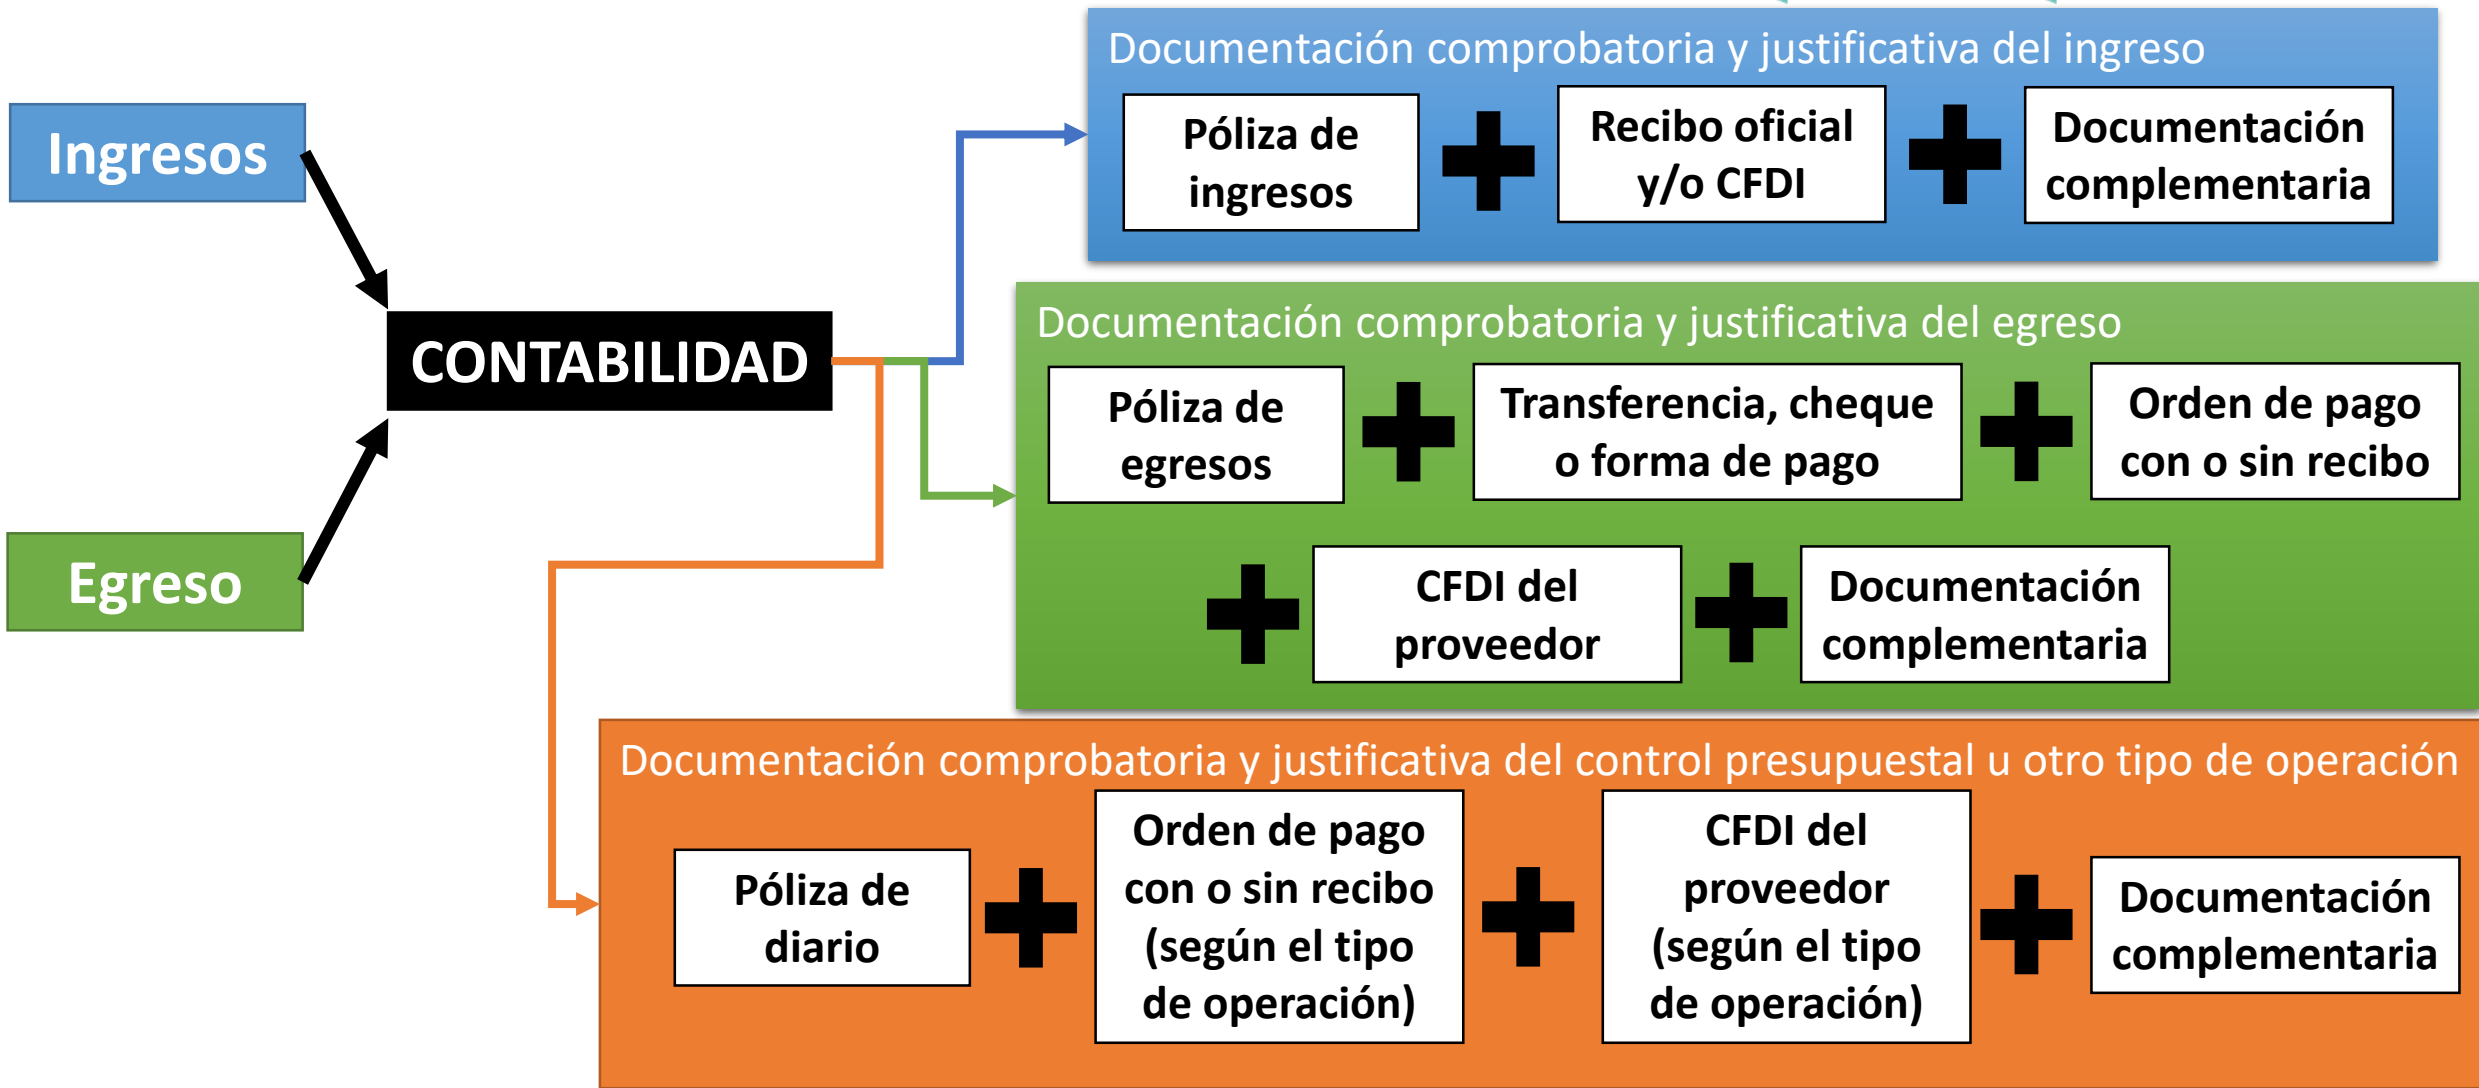 Documentación comprobatoria y justificativa del ingreso
Ingresos
Póliza de
ingresos
Recibo oficial
y/o CFDI
Documentación
complementaria
CONTABILIDAD
Documentación comprobatoria y justificativa del egreso
Póliza de
egresos
Transferencia, cheque
o forma de pago
Orden de pago
con o sin recibo
Egreso
CFDI del
proveedor
Documentación
complementaria
Documentación comprobatoria y justificativa del control presupuestal u otro tipo de operación
Póliza de
diario
Orden de pago
con o sin recibo
(según el tipo
de operación)
CFDI del
proveedor
(según el tipo
de operación)
Documentación
complementaria